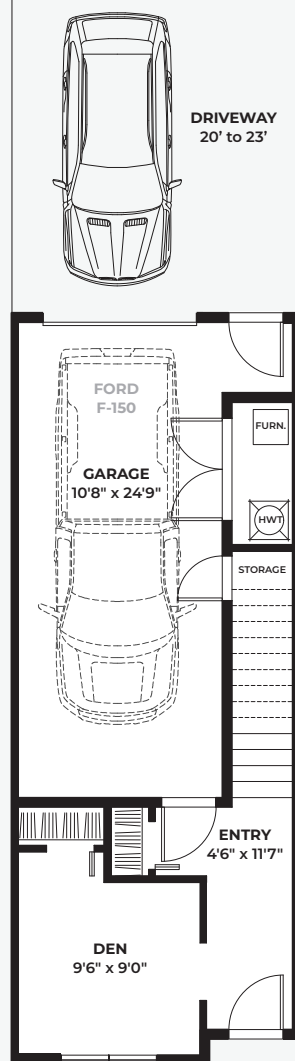 DRIVEWAY
20’ to 23’
FORD
F-150
FURN.
GARAGE
10'8" x 24'9"
HWT
STORAGE
ENTRY
4'6" x 11'7"
DEN
9'6" x 9'0"